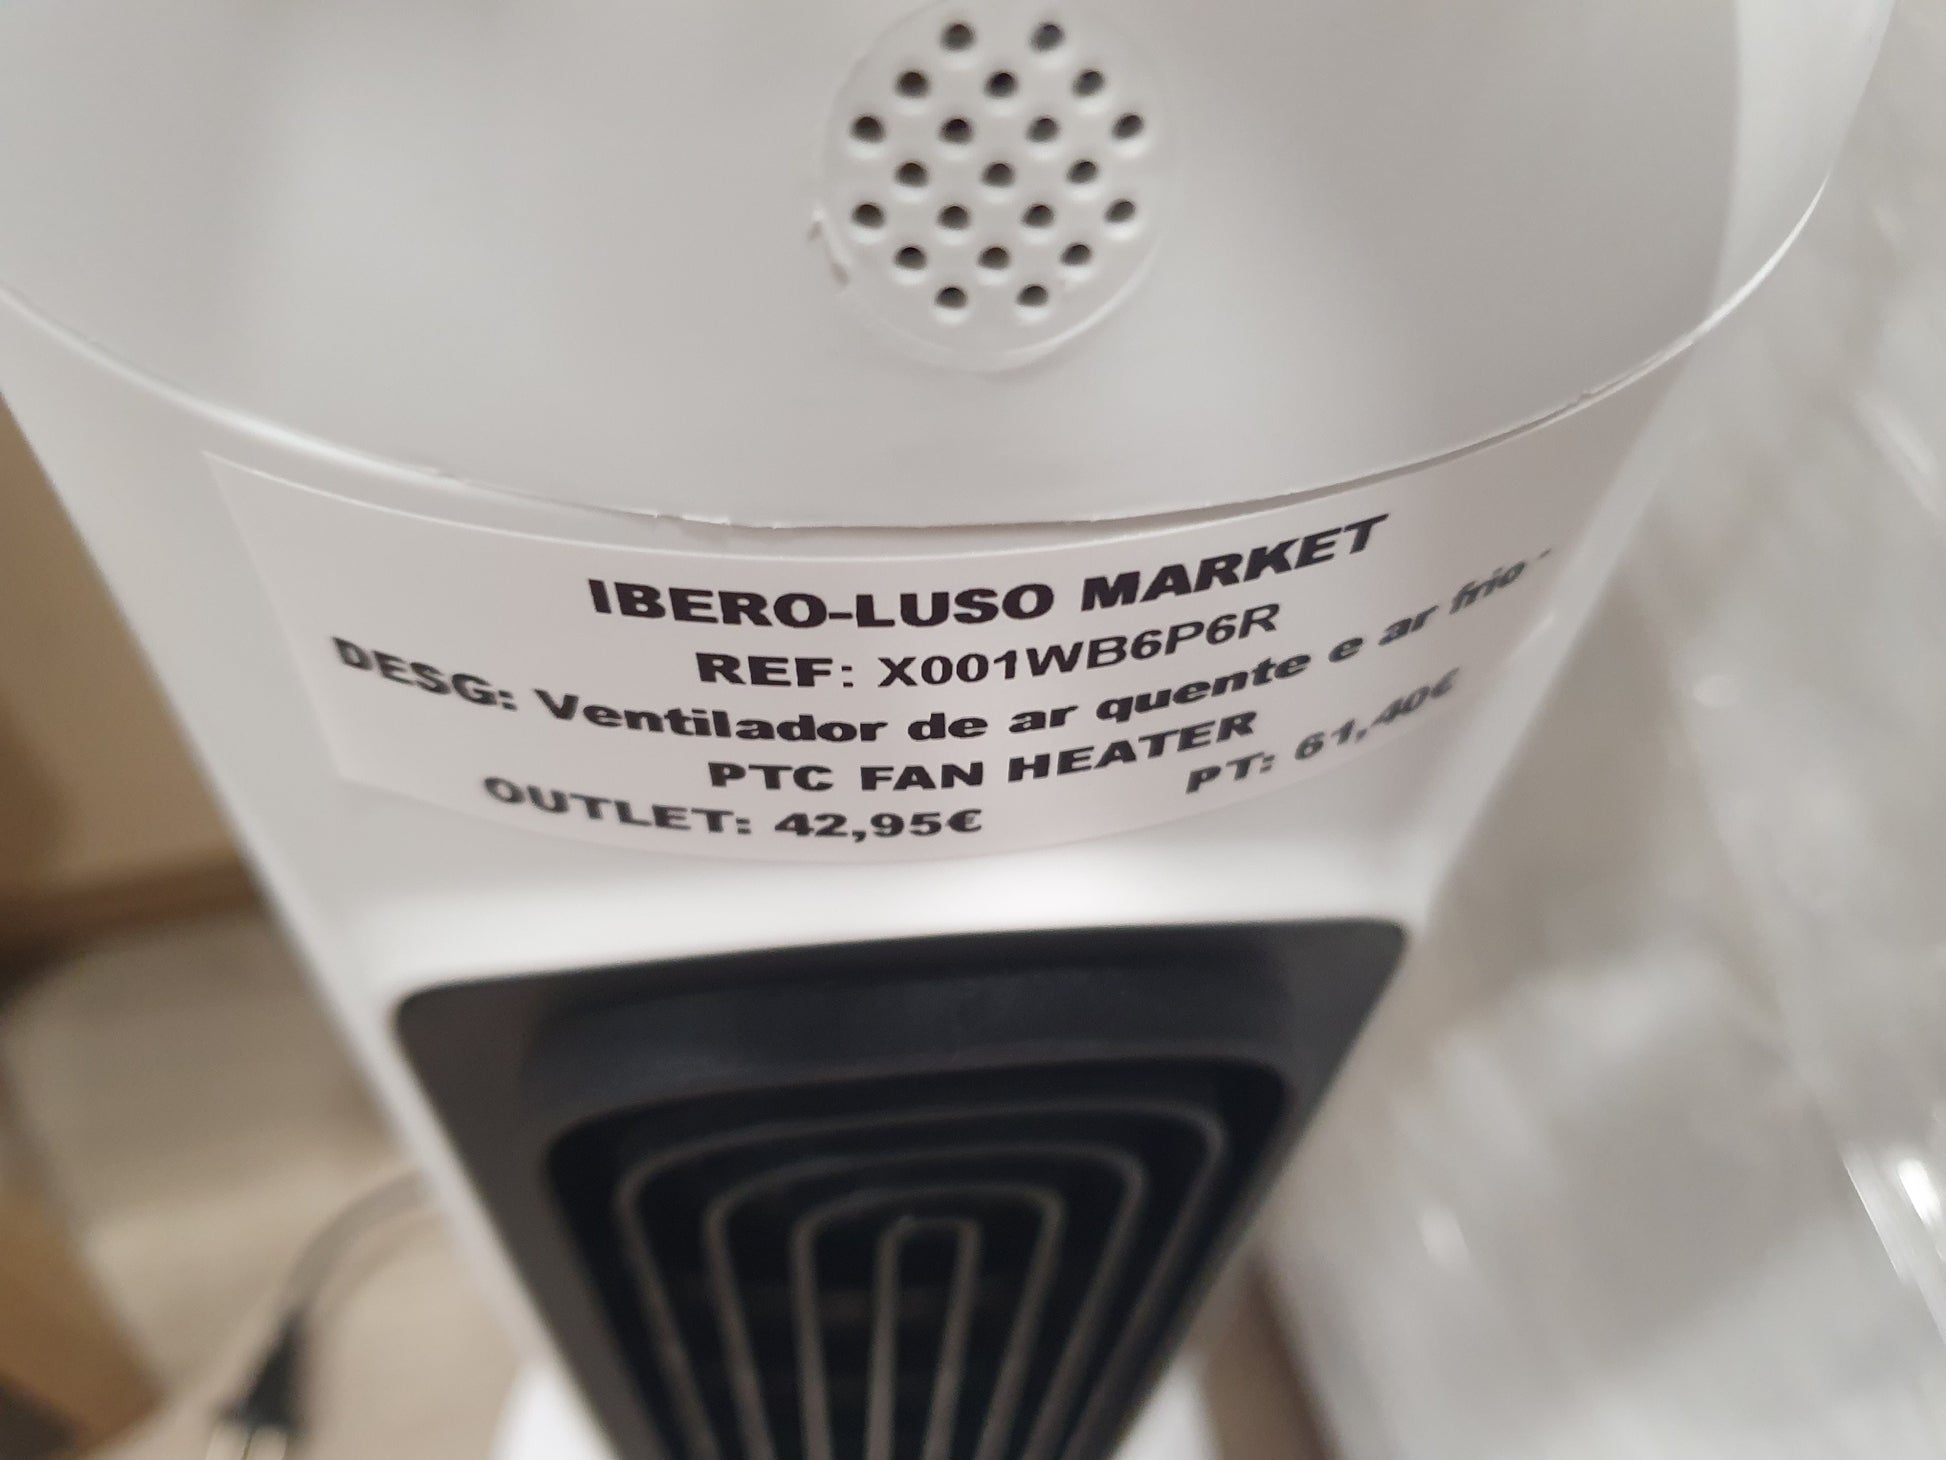 IBERO-LUSO MARKET
REF: X001WB6P6R
DESG: Ventilador de ar quente e ar frio -
PTC FAN HEATER
OUTLET: 42,95€ PT: 61,40€